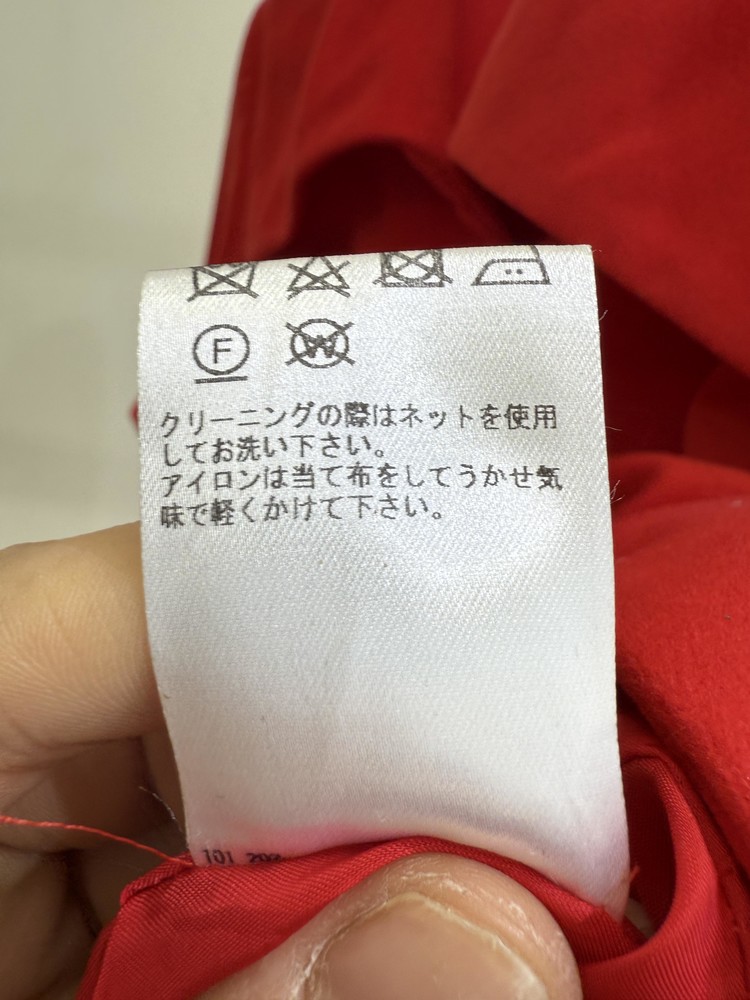 F
W
クリーニングの際はネットを使用
してお洗い下さい。
アイロンは当て布をしてうかせ気
味で軽くかけて下さい。
101